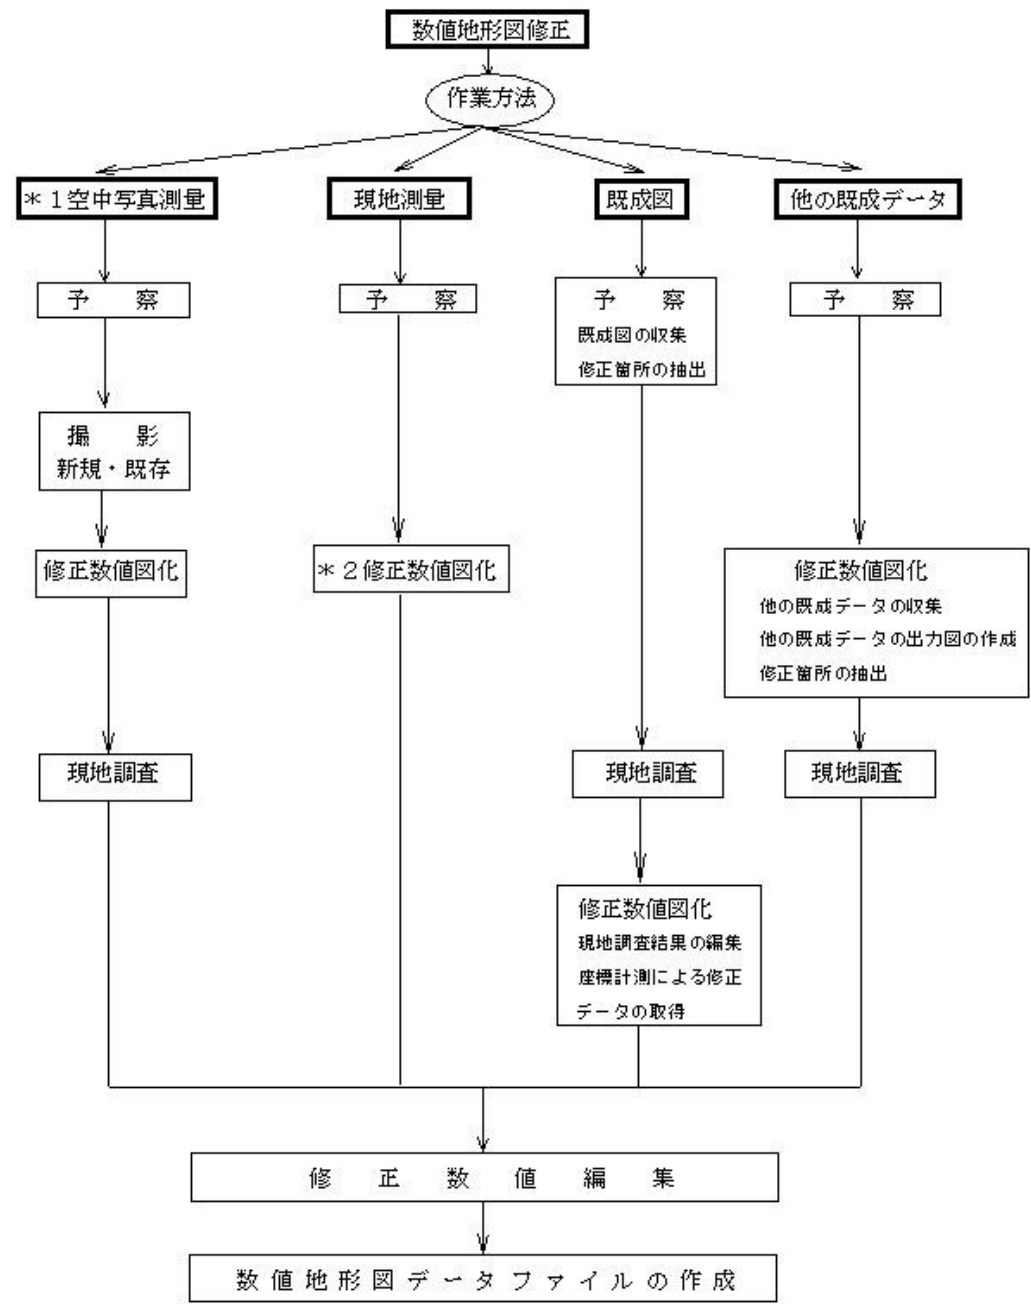 数値地形図修正
作業方法
＊１空中写真測量
現地測量
既成図
他の既成データ
予　　察
予　　察
予　　察
既成図の収集
修正箇所の抽出
予　　察
撮　　影
新規・既存
修正数値図化
＊２修正数値図化
修正数値図化
他の既成データの収集
他の既成データの出力図の作成
修正箇所の抽出
現地調査
現地調査
現地調査
修正数値図化
現地調査結果の編集
座標計測による修正
データの取得
修　正　数　値　編　集
数値地形図データファイルの作成